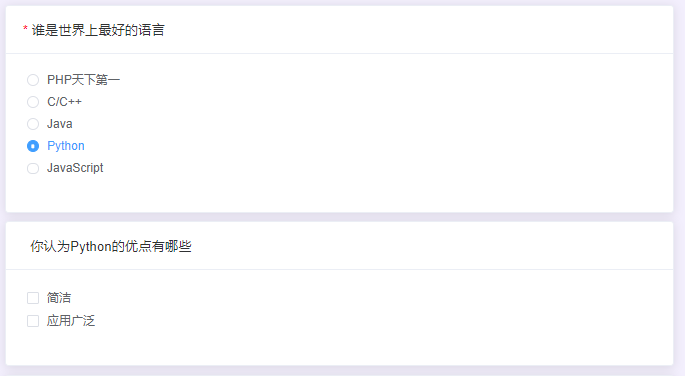 * 谁是世界上最好的语言
PHP天下第一
C/C++
Java
Python
JavaScript
你认为Python的优点有哪些
简洁
应用广泛